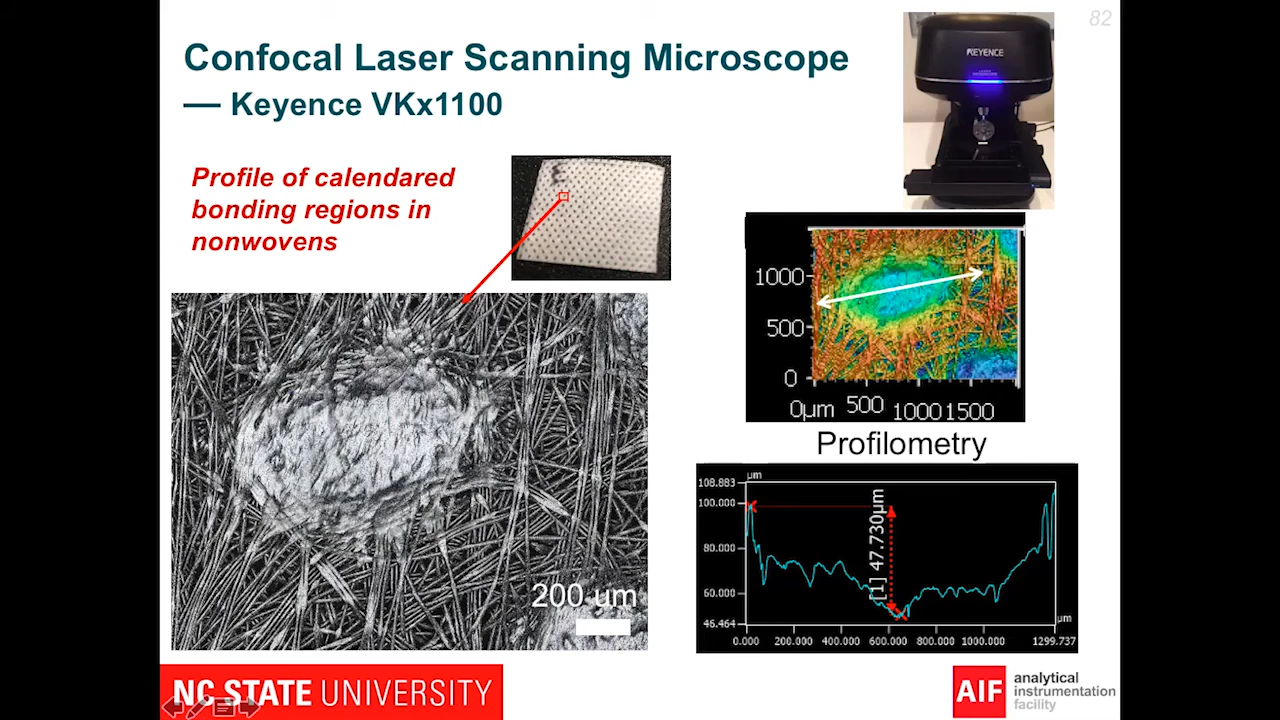 82
Confocal Laser Scanning Microscope
— Keyence VKx1100
KEYENCE
Profile of calendared
bonding regions in
nonwovens
E
200 um
1000
500
0
0µm 500 10001500
Profilometry
µm
108.883
100.000
80.000
60.000
46.464
[1] 47.730µm
µm
0.000 200.000 400.000 600.000 800.000 1000.000 1299.737
NC STATE UNIVERSITY
AIF analytical
instrumentation
facility